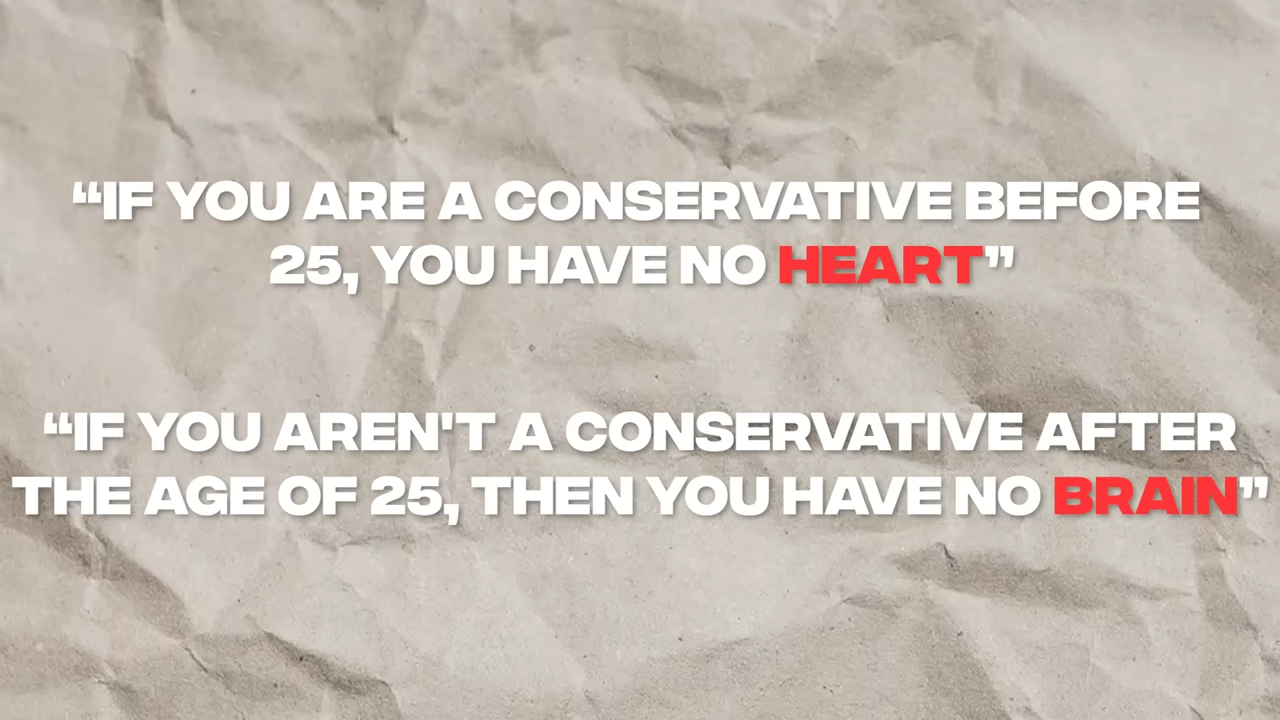 “IF YOU ARE A CONSERVATIVE BEFORE
25, YOU HAVE NO HEART”
“IF YOU AREN'T A CONSERVATIVE AFTER
THE AGE OF 25, THEN YOU HAVE NO BRAIN”